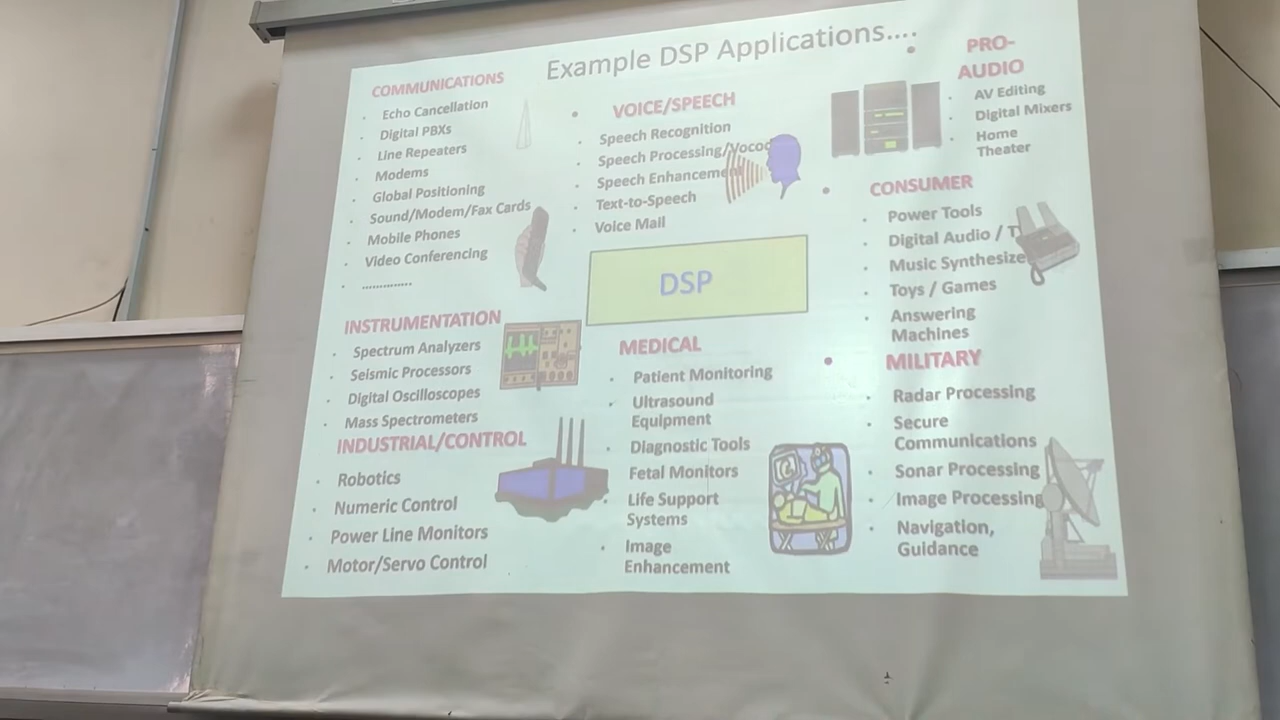 Example DSP Applications....
COMMUNICATIONS
Echo Cancellation
Digital PBXs
Line Repeaters
Modems
Global Positioning
Sound/Modem/Fax Cards
Mobile Phones
Video Conferencing
..............
INSTRUMENTATION
Spectrum Analyzers
Seismic Processors
Digital Oscilloscopes
Mass Spectrometers
INDUSTRIAL/CONTROL
Robotics
Numeric Control
Power Line Monitors
Motor/Servo Control
VOICE/SPEECH
Speech Recognition
Speech Processing/Vocod
Speech Enhancemen
Text-to-Speech
Voice Mail
DSP
MEDICAL
Patient Monitoring
Ultrasound
Equipment
Diagnostic Tools
Fetal Monitors
Life Support
Systems
Image
Enhancement
PRO-
AUDIO
AV Editing
Digital Mixers
Home
Theater
CONSUMER
Power Tools
Digital Audio / T
Music Synthesize
Toys / Games
Answering
Machines
MILITARY
Radar Processing
Secure
Communications
Sonar Processing
Image Processing
Navigation,
Guidance